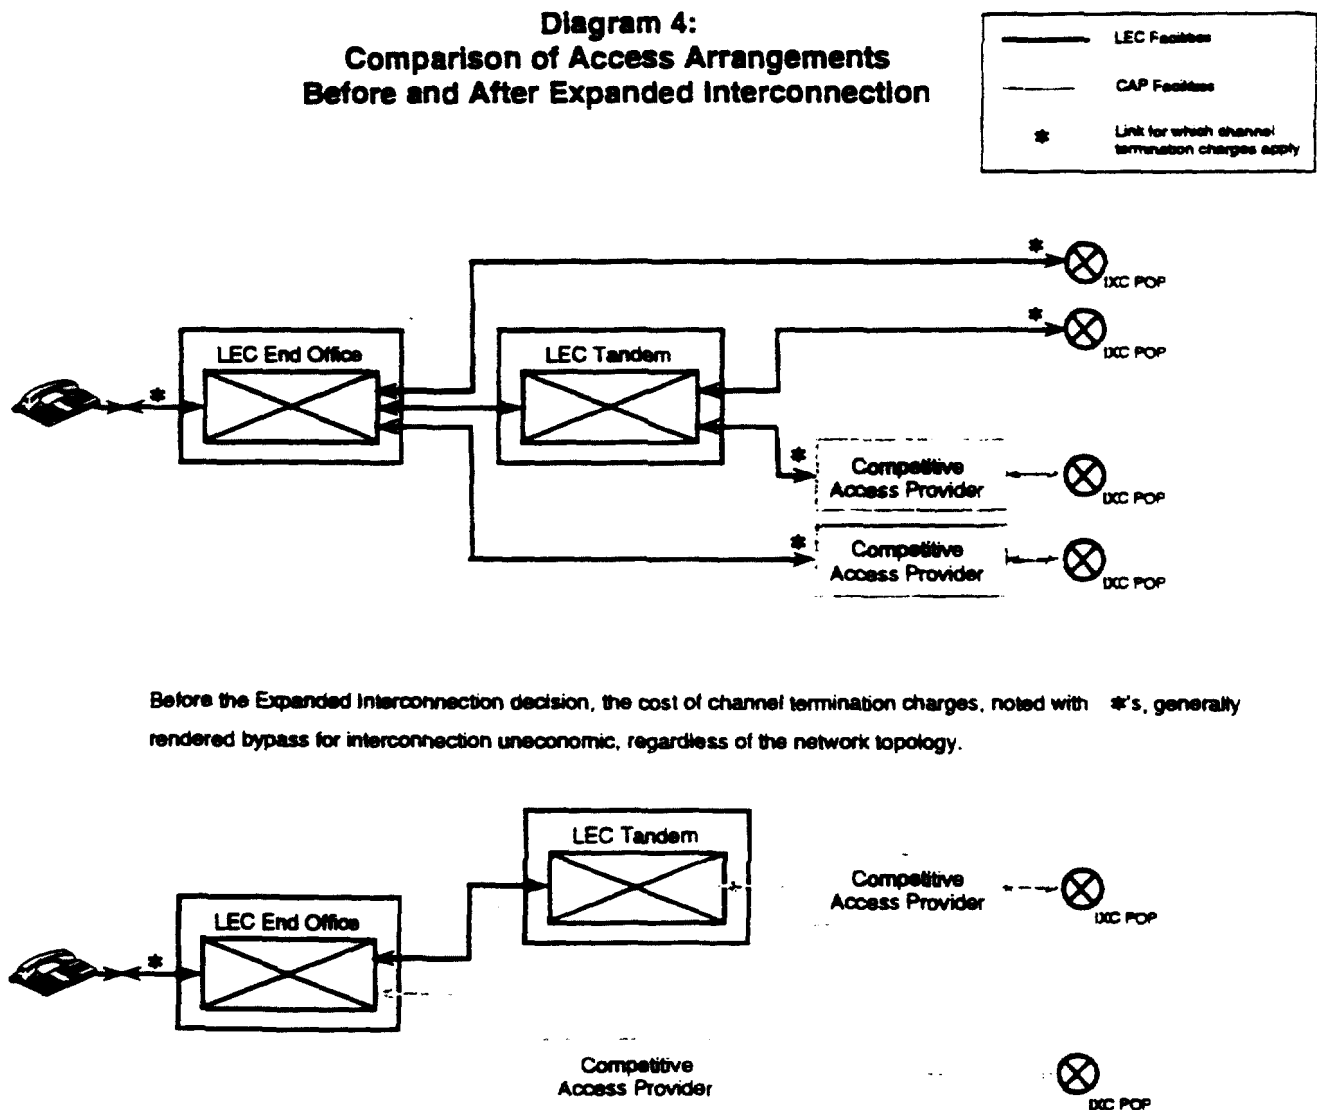 Diagram 4:
Comparison of Access Arrangements
Before and After Expanded Interconnection
LEC Facilities
CAP Facilities
* Link for which channel
termination charges apply
*
IXC POP
*
IXC POP
LEC End Office
LEC Tandem
*
*
Competitive
Access Provider
IXC POP
*
Competitive
Access Provider
IXC POP
Before the Expanded Interconnection decision, the cost of channel termination charges, noted with *'s, generally
rendered bypass for interconnection uneconomic, regardless of the network topology.
LEC Tandem
Competitive
Access Provider
IXC POP
LEC End Office
*
Competitive
Access Provider
IXC POP